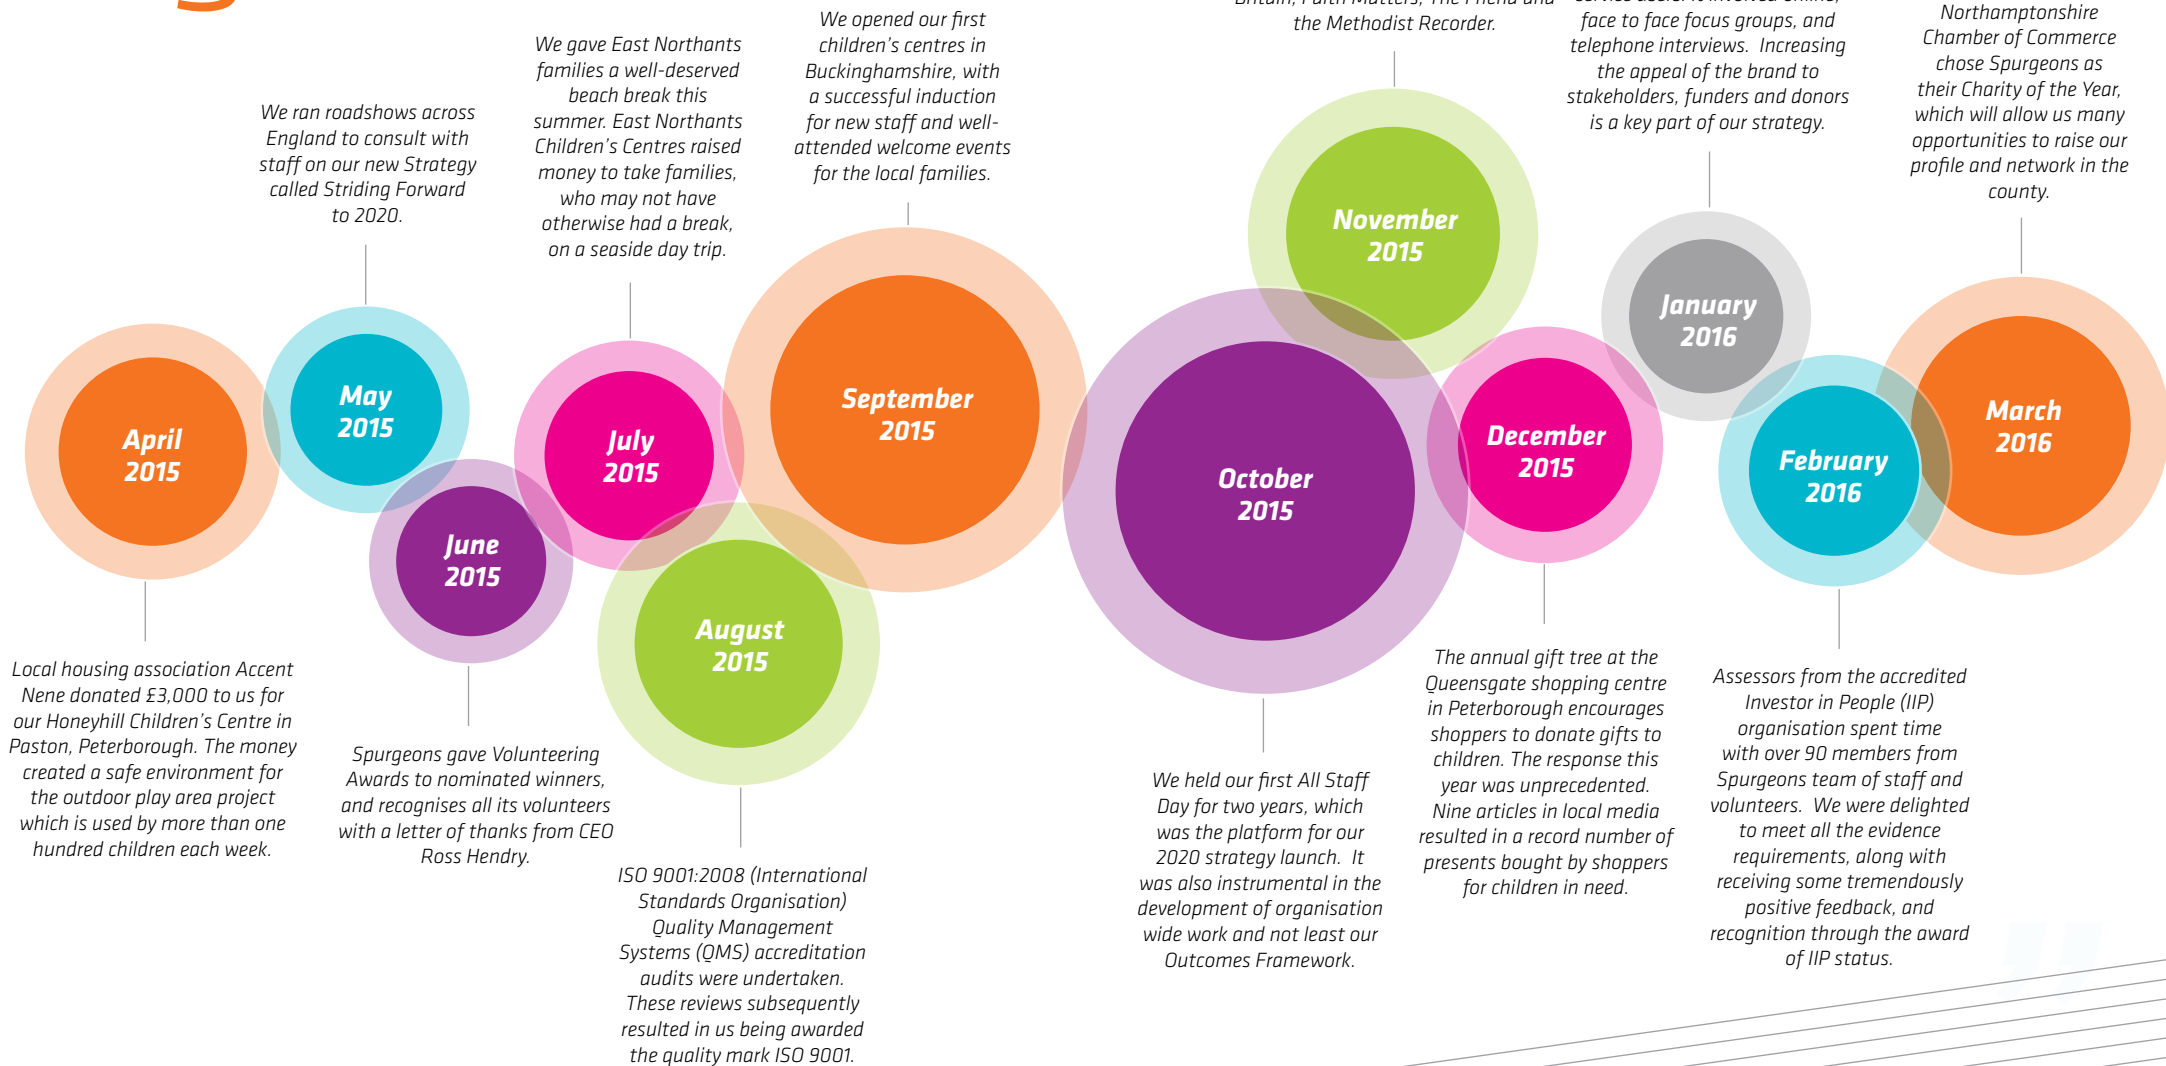 We ran roadshows across
England to consult with
staff on our new Strategy
called Striding Forward
to 2020.
We gave East Northants
families a well-deserved
beach break this
summer. East Northants
Children's Centres raised
money to take families,
who may not have
otherwise had a break,
on a seaside day trip.
We opened our first
children's centres in
Buckinghamshire, with
a successful induction
for new staff and well-
attended welcome events
for the local families.
the Methodist Recorder.
face to face focus groups, and
telephone interviews.  Increasing
the appeal of the brand to
stakeholders, funders and donors
is a key part of our strategy.
Northamptonshire
Chamber of Commerce
chose Spurgeons as
their Charity of the Year,
which will allow us many
opportunities to raise our
profile and network in the
county.
April
2015
May
2015
June
2015
July
2015
August
2015
September
2015
October
2015
November
2015
December
2015
January
2016
February
2016
March
2016
Local housing association Accent
Nene donated £3,000 to us for
our Honeyhill Children's Centre in
Paston, Peterborough. The money
created a safe environment for
the outdoor play area project
which is used by more than one
hundred children each week.
Spurgeons gave Volunteering
Awards to nominated winners,
and recognises all its volunteers
with a letter of thanks from CEO
Ross Hendry.
ISO 9001:2008 (International
Standards Organisation)
Quality Management
Systems (QMS) accreditation
audits were undertaken.
These reviews subsequently
resulted in us being awarded
the quality mark ISO 9001.
We held our first All Staff
Day for two years, which
was the platform for our
2020 strategy launch.  It
was also instrumental in the
development of organisation
wide work and not least our
Outcomes Framework.
The annual gift tree at the
Queensgate shopping centre
in Peterborough encourages
shoppers to donate gifts to
children. The response this
year was unprecedented.
Nine articles in local media
resulted in a record number of
presents bought by shoppers
for children in need.
Assessors from the accredited
Investor in People (IIP)
organisation spent time
with over 90 members from
Spurgeons team of staff and
volunteers.  We were delighted
to meet all the evidence
requirements, along with
receiving some tremendously
positive feedback, and
recognition through the award
of IIP status.